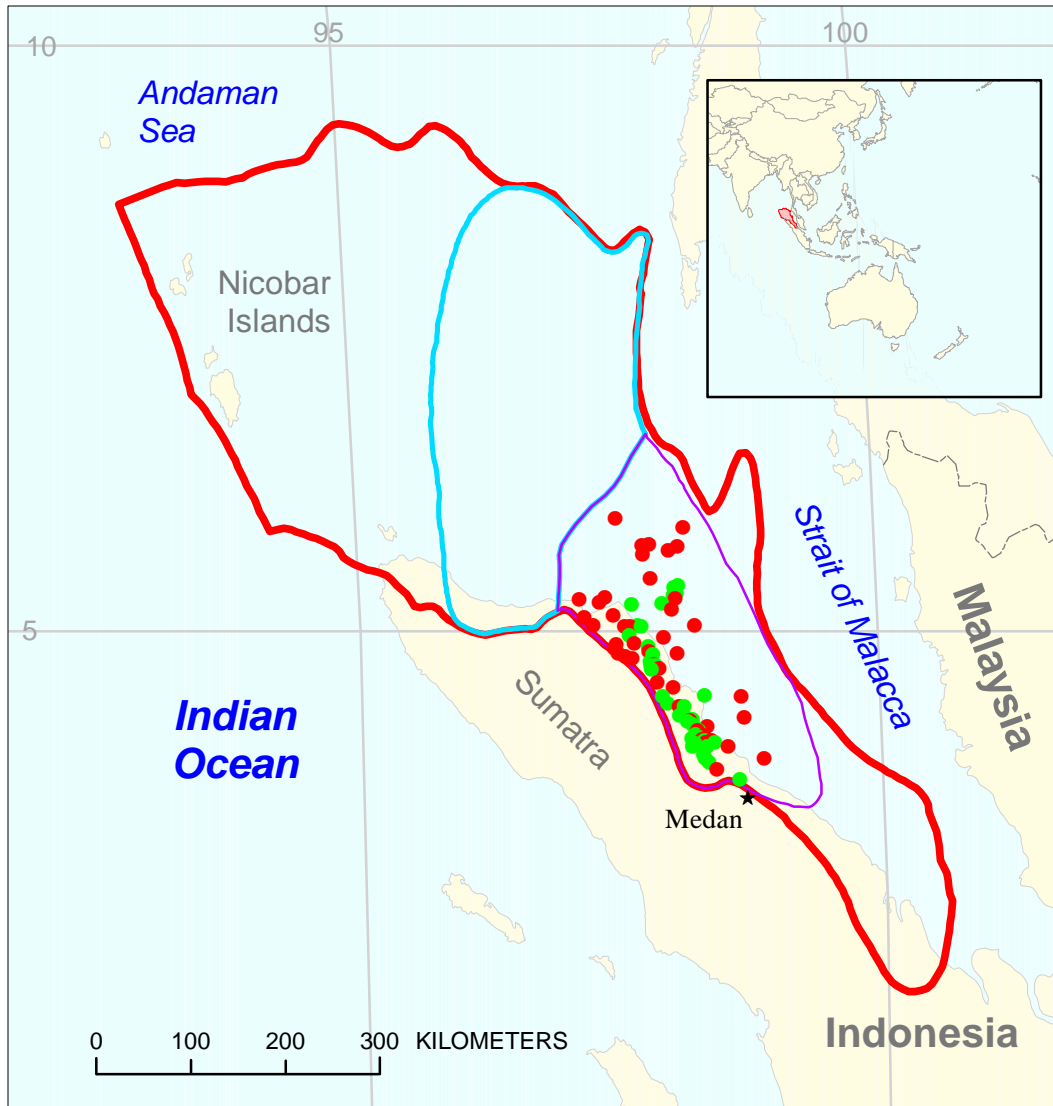 95
100
10
Andaman
Sea
Nicobar
Islands
Strait of Malacca
Malaysia
5
Sumatra
Indian
Ocean
Medan
Indonesia
0 100 200 300 KILOMETERS